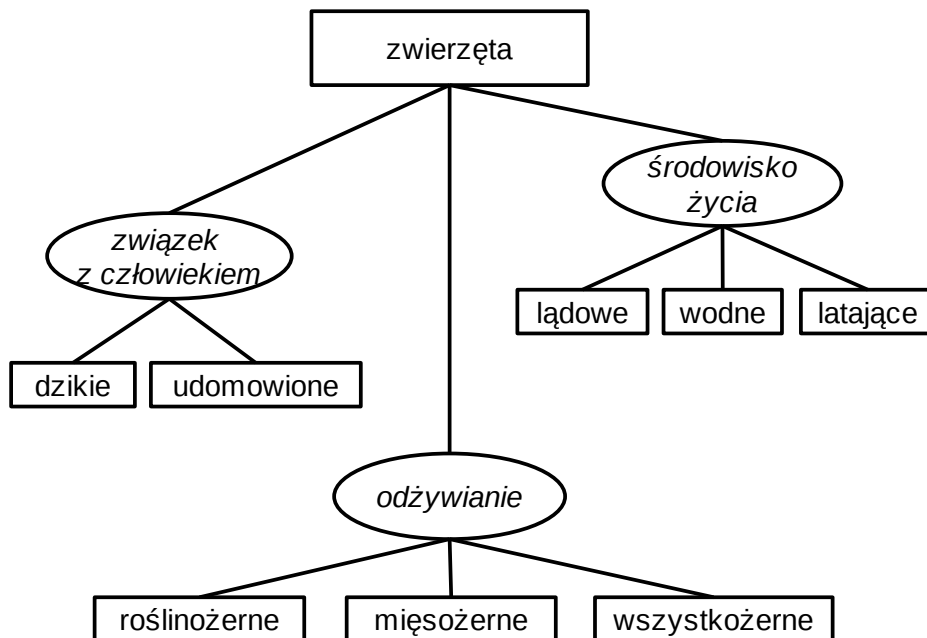 zwierzęta
środowisko
życia
związek
z człowiekiem
lądowe
wodne
latające
dzikie
udomowione
odżywianie
roślinożerne
mięsożerne
wszystkożerne